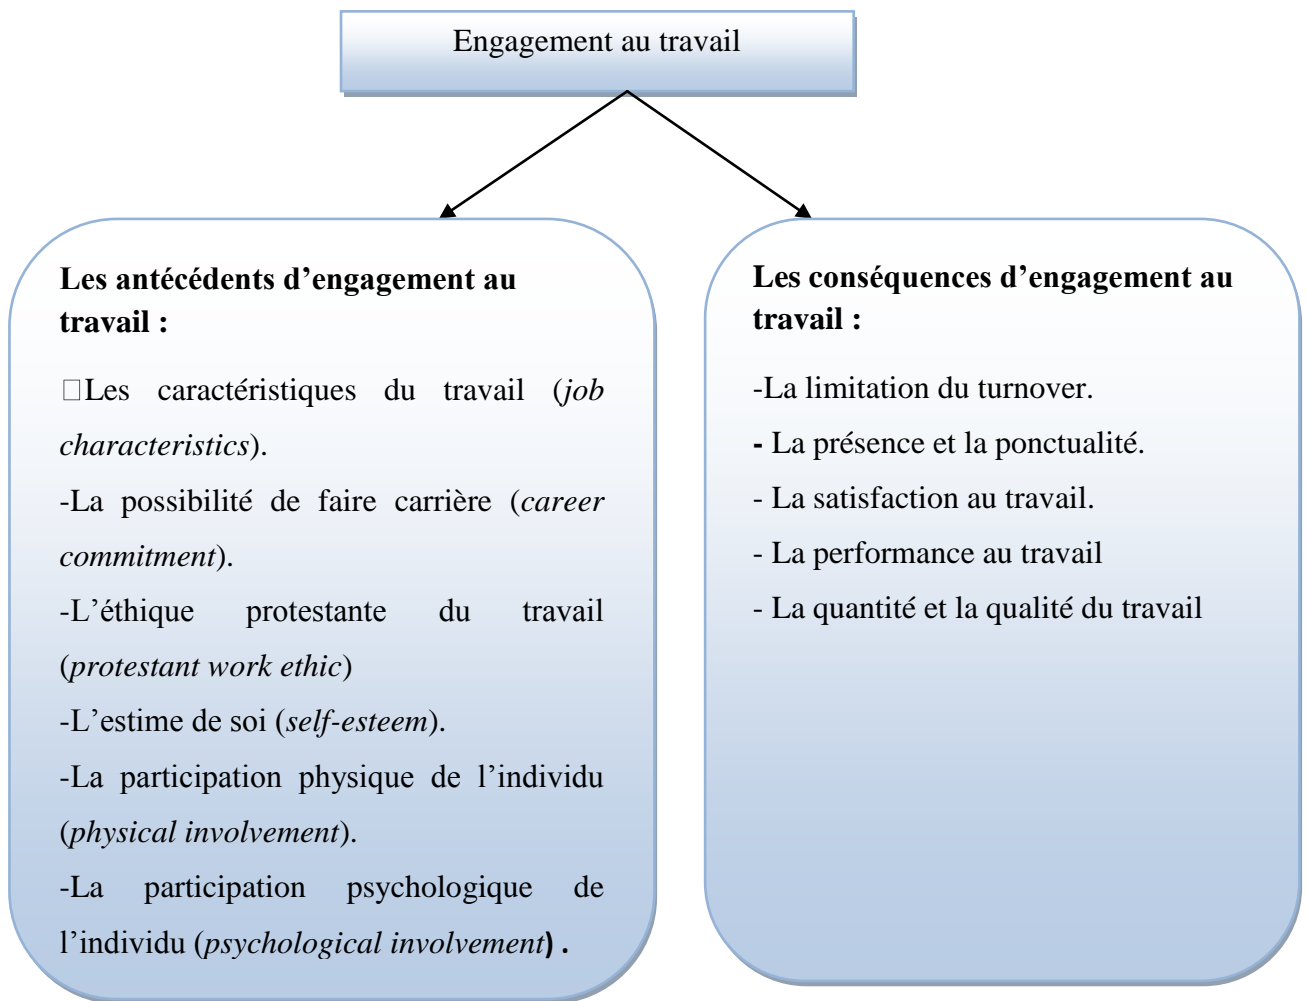 Engagement au travail
Les antécédents d’engagement au
travail :
□Les caractéristiques du travail (job
characteristics).
-La possibilité de faire carrière (career
commitment).
-L’éthique protestante du travail
(protestant work ethic)
-L’estime de soi (self-esteem).
-La participation physique de l’individu
(physical involvement).
-La participation psychologique de
l’individu (psychological involvement) .
Les conséquences d’engagement au
travail :
-La limitation du turnover.
- La présence et la ponctualité.
- La satisfaction au travail.
- La performance au travail
- La quantité et la qualité du travail